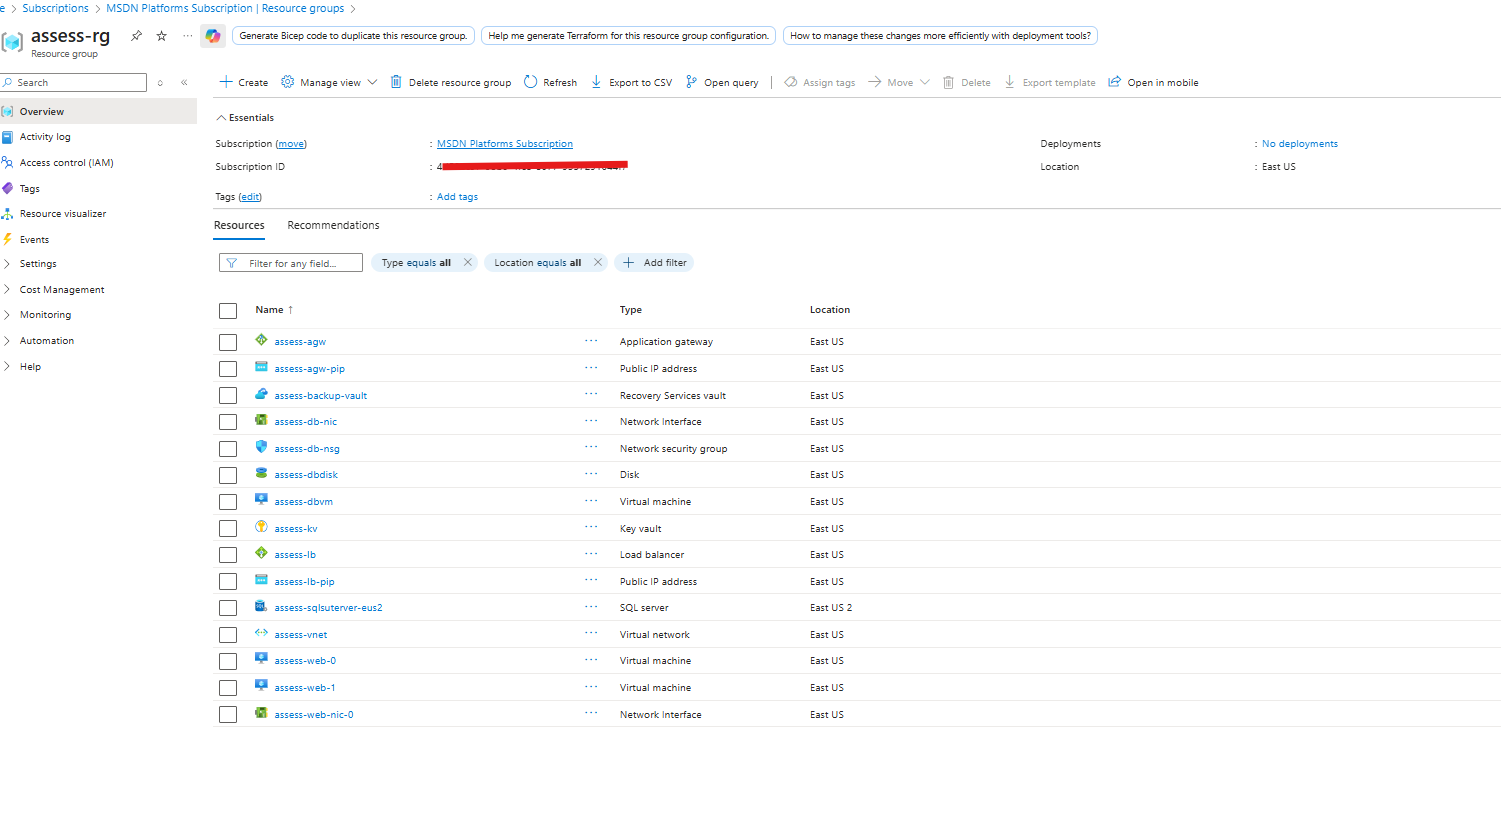 e > Subscriptions > MSDN Platforms Subscription | Resource groups >
assess-rg
Resource group
Generate Bicep code to duplicate this resource group.
Help me generate Terraform for this resource group configuration.
How to manage these changes more efficiently with deployment tools?
Search
Create Manage view Delete resource group Refresh Export to CSV Open query Assign tags Move Delete Export template Open in mobile
Overview
Activity log
Access control (IAM)
Tags
Resource visualizer
Events
Settings
Cost Management
Monitoring
Automation
Help
Essentials
Subscription (move) : MSDN Platforms Subscription
Subscription ID : 4
Tags (edit) : Add tags
Deployments : No deployments
Location : East US
Resources Recommendations
Filter for any field... Type equals all Location equals all Add filter
Name ↑ Type Location
assess-agw ... Application gateway East US
assess-agw-pip ... Public IP address East US
assess-backup-vault ... Recovery Services vault East US
assess-db-nic ... Network Interface East US
assess-db-nsg ... Network security group East US
assess-dbdisk ... Disk East US
assess-dbvm ... Virtual machine East US
assess-kv ... Key vault East US
assess-lb ... Load balancer East US
assess-lb-pip ... Public IP address East US
assess-sqlsuterver-eus2 ... SQL server East US 2
assess-vnet ... Virtual network East US
assess-web-0 ... Virtual machine East US
assess-web-1 ... Virtual machine East US
assess-web-nic-0 ... Network Interface East US